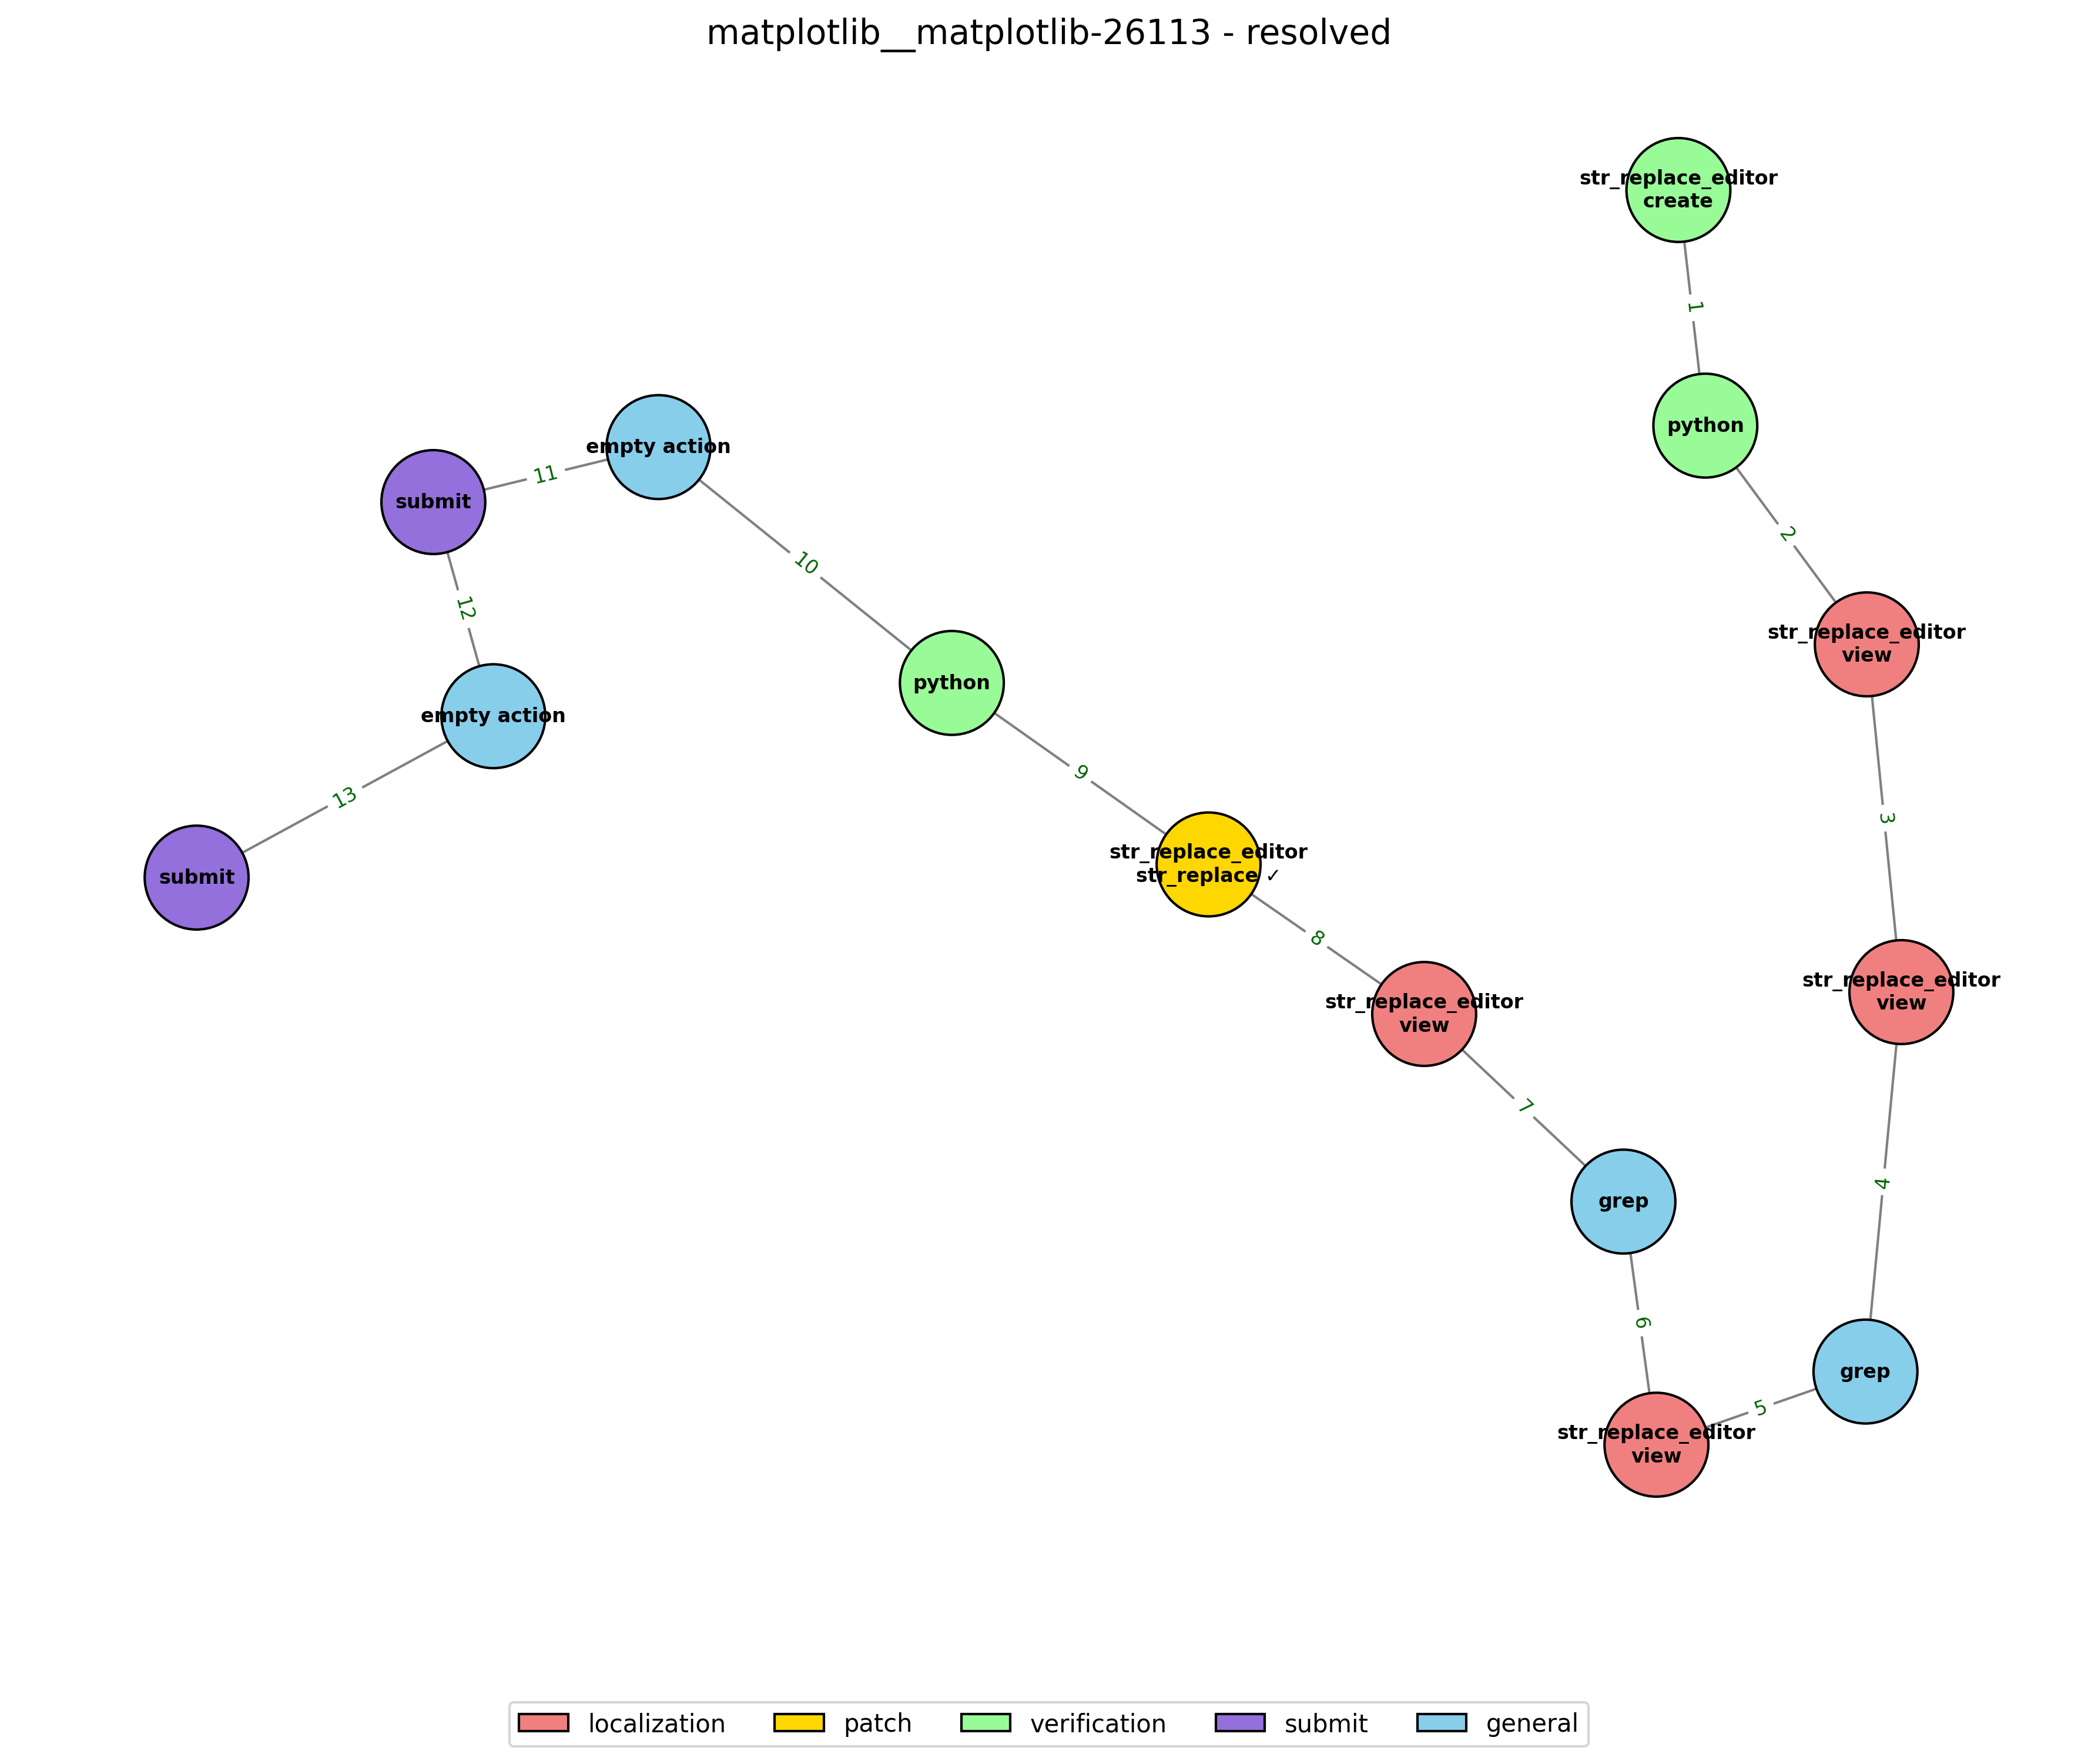 matplotlib__matplotlib-26113 - resolved
str_replace_editor
create
1
python
2
str_replace_editor
view
3
str_replace_editor
view
4
grep
5
str_replace_editor
view
6
grep
7
str_replace_editor
view
8
str_replace_editor
str_replace ✓
9
python
10
empty action
11
submit
12
empty action
13
submit
localization
patch
verification
submit
general